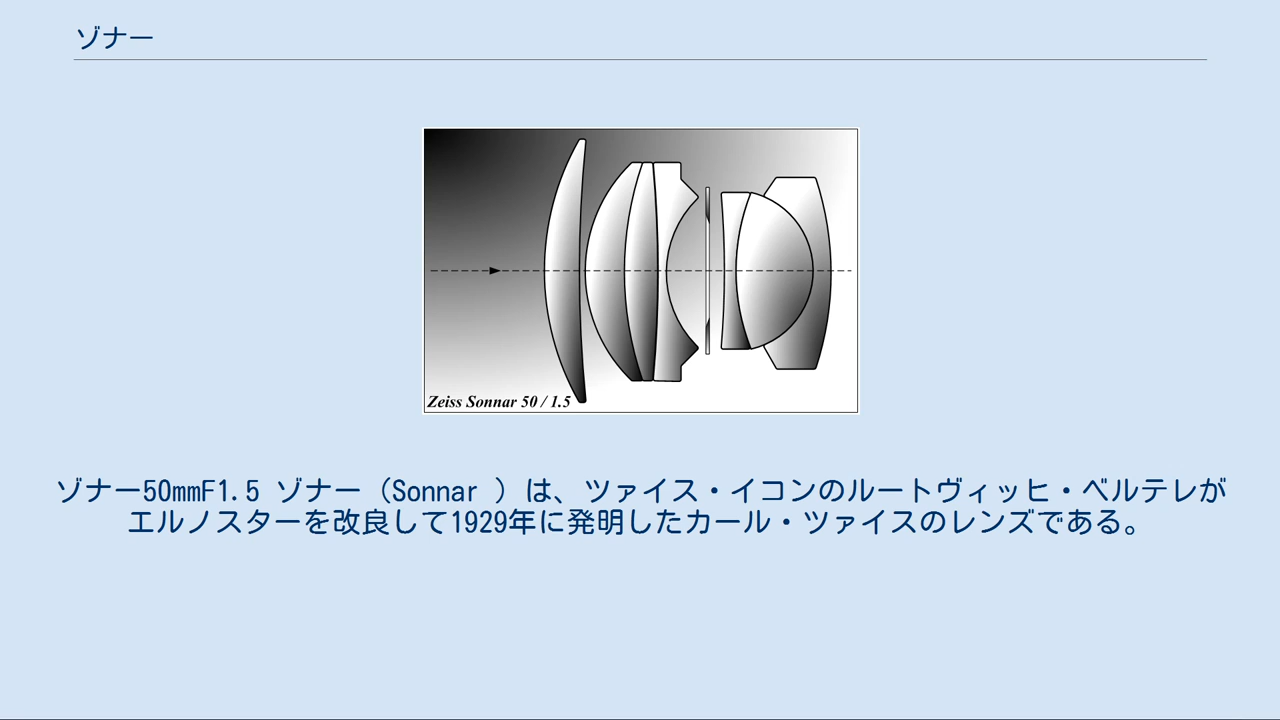 ゾナー
Zeiss Sonnar 50 / 1.5
ゾナー50mmF1.5 ゾナー（Sonnar ）は、ツァイス・イコンのルートヴィッヒ・ベルテレが
エルノスターを改良して1929年に発明したカール・ツァイスのレンズである。